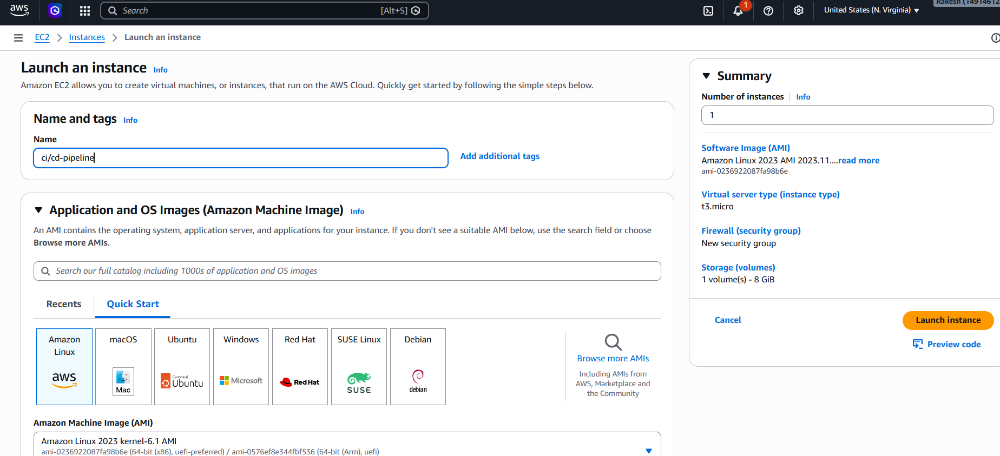 aws
Search [Alt+S]
1
United States (N. Virginia)
Rakesh (14914612
EC2 Instances Launch an instance
Launch an instance Info
Amazon EC2 allows you to create virtual machines, or instances, that run on the AWS Cloud. Quickly get started by following the simple steps below.
Name and tags Info
Name
ci/cd-pipeline
Add additional tags
Application and OS Images (Amazon Machine Image) Info
An AMI contains the operating system, application server, and applications for your instance. If you don't see a suitable AMI below, use the search field or choose
Browse more AMIs.
Search our full catalog including 1000s of application and OS images
Recents
Quick Start
Amazon
Linux
aws
macOS
Mac
Ubuntu
Canonical
Ubuntu
Windows
Microsoft
Red Hat
Red Hat
SUSE Linux
SUSE
Debian
debian
Browse more AMIs
Including AMIs from
AWS, Marketplace and
the Community
Amazon Machine Image (AMI)
Amazon Linux 2023 kernel-6.1 AMI
ami-0236922087fa98b6e (64-bit (x86), uefi-preferred) / ami-0576ef8e344fbf536 (64-bit (Arm), uefi)
Summary
Number of instances Info
1
Software Image (AMI)
Amazon Linux 2023 AMI 2023.11....read more
ami-0236922087fa98b6e
Virtual server type (instance type)
t3.micro
Firewall (security group)
New security group
Storage (volumes)
1 volume(s) - 8 GiB
Cancel
Launch instance
Preview code